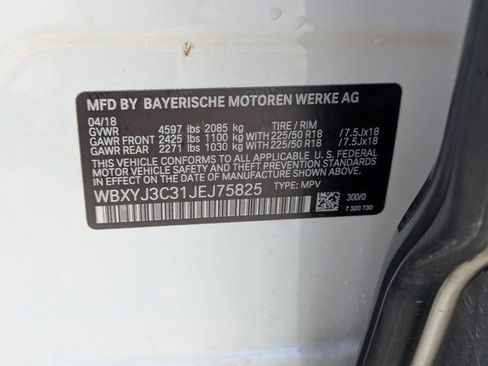 MFD BY BAYERISCHE MOTOREN WERKE AG
04/18
GVWR 4597 lbs 2085 kg TIRE / RIM
GAWR FRONT 2425 lbs 1100 kg WITH 225/50 R18 /7.5Jx18
GAWR REAR 2271 lbs 1030 kg WITH 225/50 R18 /7.5Jx18
THIS VEHICLE CONFORMS TO ALL APPLICABLE U.S. FEDERAL
MOTOR VEHICLE SAFETY AND THEFT PREVENTION STANDARDS
IN EFFECT ON THE DATE OF MANUFACTURE SHOWN ABOVE.
WBXYJ3C31JEJ75825 TYPE: MPV
300/0
7 320 730